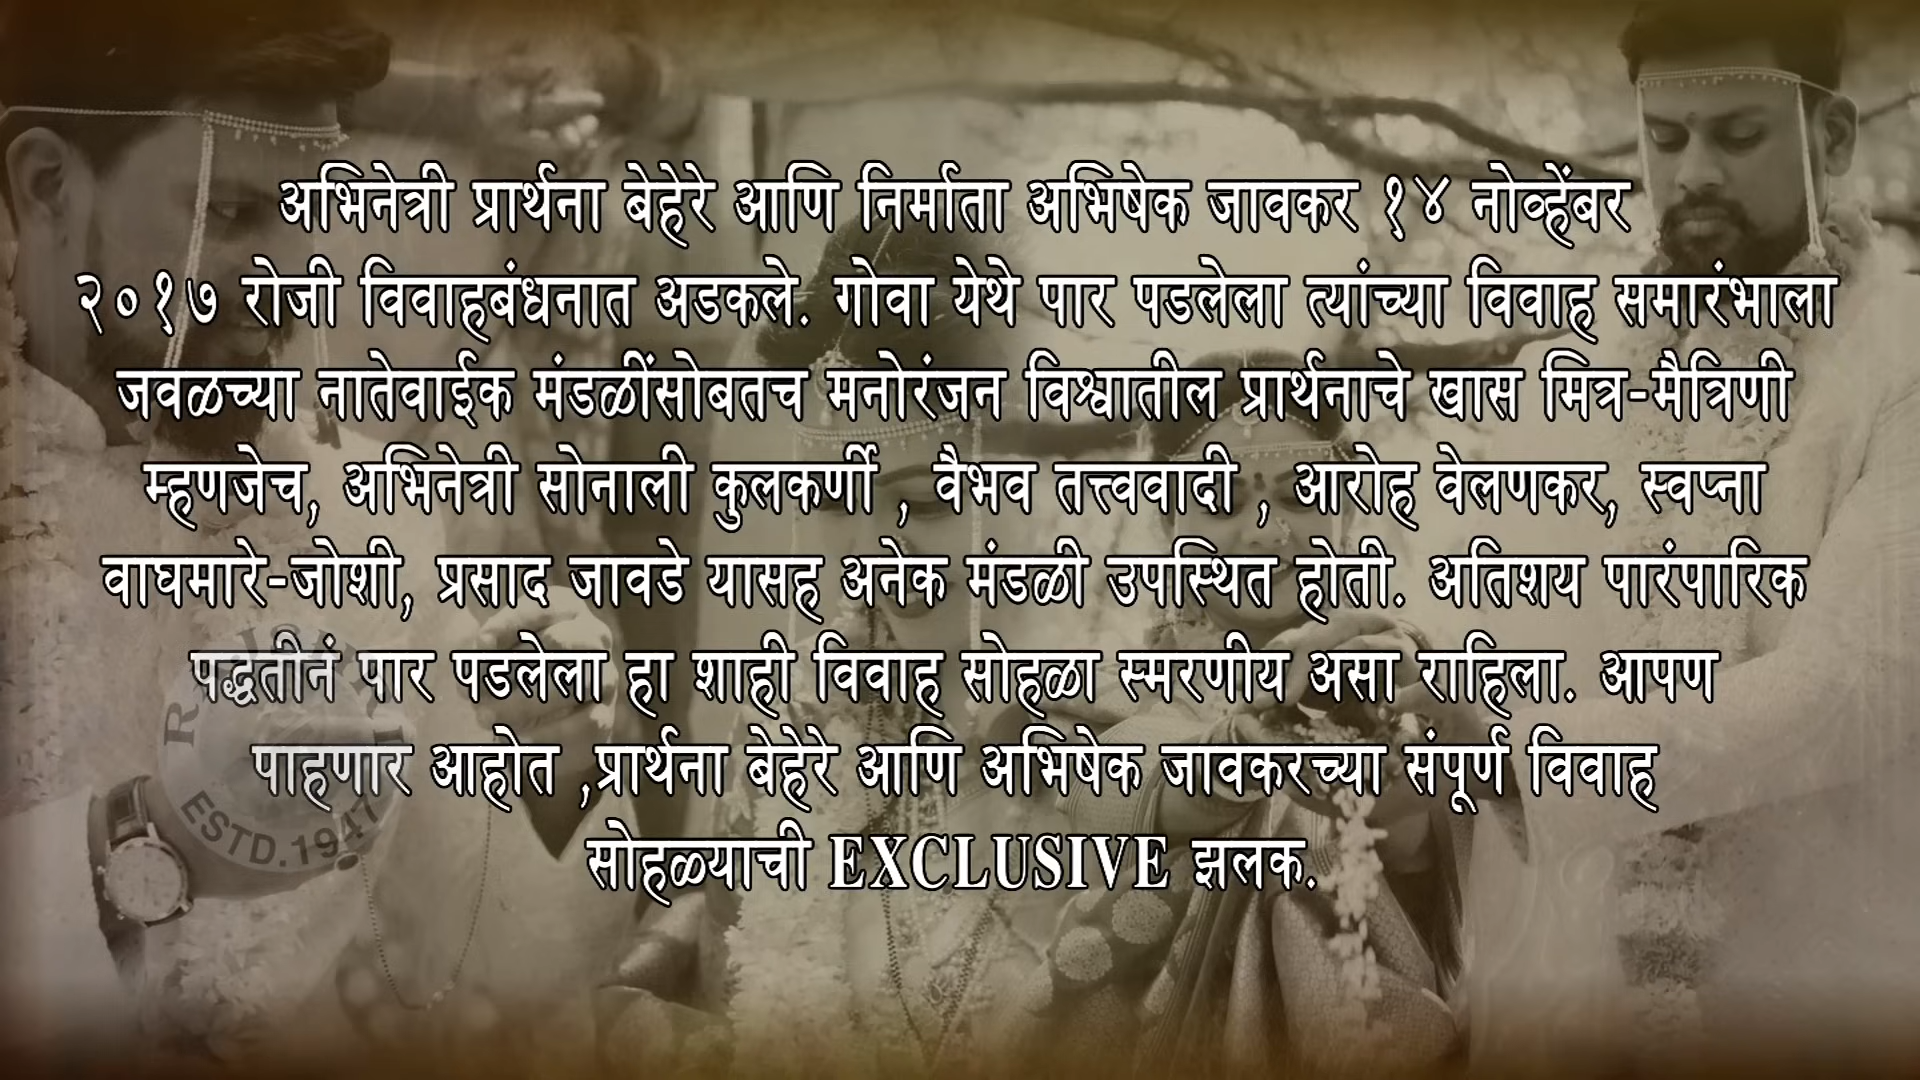 अभिनेत्री प्रार्थना बेहेरे आणि निर्माता अभिषेक जावकर १४ नोव्हेंबर
२०१७ रोजी विवाहबंधनात अडकले. गोवा येथे पार पडलेला त्यांच्या विवाह समारंभाला
जवळच्या नातेवाईक मंडळींसोबतच मनोरंजन विश्वातील प्रार्थनाचे खास मित्र-मैत्रिणी
म्हणजेच, अभिनेत्री सोनाली कुलकर्णी , वैभव तत्त्ववादी , आरोह वेलणकर, स्वप्ना
वाघमारे-जोशी, प्रसाद जावडे यासह अनेक मंडळी उपस्थित होती. अतिशय पारंपारिक
पद्धतीनं पार पडलेला हा शाही विवाह सोहळा स्मरणीय असा राहिला. आपण
पाहणार आहोत ,प्रार्थना बेहेरे आणि अभिषेक जावकरच्या संपूर्ण विवाह
सोहळ्याची EXCLUSIVE झलक.
ESTD.1947